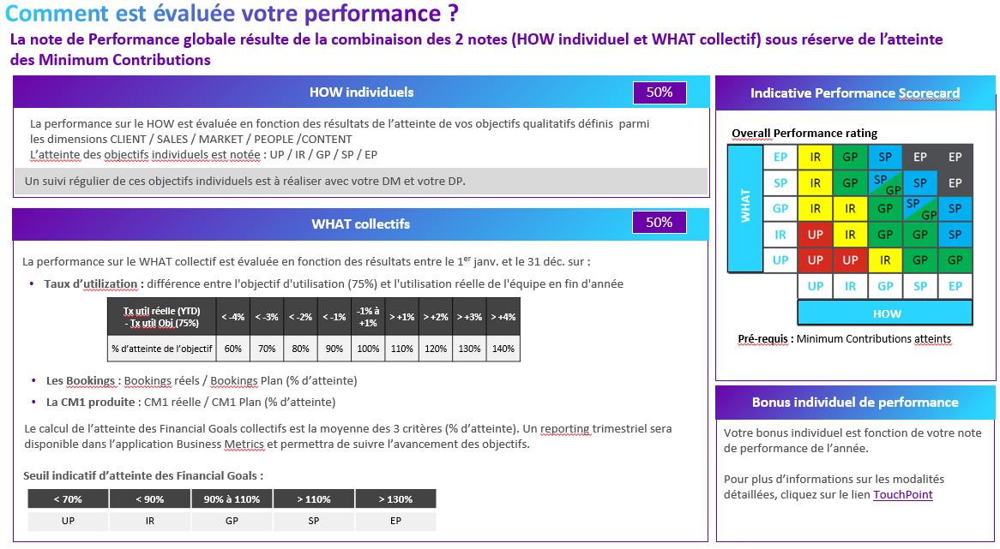 Comment est évaluée votre performance ?
La note de Performance globale résulte de la combinaison des 2 notes (HOW individuel et WHAT collectif) sous réserve de l’atteinte
des Minimum Contributions
HOW individuels 50%
La performance sur le HOW est évaluée en fonction des résultats de l’atteinte de vos objectifs qualitatifs définis parmi
les dimensions CLIENT / SALES / MARKET / PEOPLE /CONTENT
L’atteinte des objectifs individuels est notée : UP / IR / GP / SP / EP
Un suivi régulier de ces objectifs individuels est à réaliser avec votre DM et votre DP.
WHAT collectifs 50%
La performance sur le WHAT collectif est évaluée en fonction des résultats entre le 1er janv. et le 31 déc. sur :
• Taux d’utilization : différence entre l'objectif d'utilisation (75%) et l'utilisation réelle de l'équipe en fin d'année
Tx util réelle (YTD)
- Tx util Obj (75%)
< -4% < -3% < -2% < -1% -1% à +1% > +1% > +2% > +3% > +4%
% d’atteinte de l’objectif 60% 70% 80% 90% 100% 110% 120% 130% 140%
• Les Bookings : Bookings réels / Bookings Plan (% d’atteinte)
• La CM1 produite : CM1 réelle / CM1 Plan (% d’atteinte)
Le calcul de l’atteinte des Financial Goals collectifs est la moyenne des 3 critères (% d’atteinte). Un reporting trimestriel sera
disponible dans l’application Business Metrics et permettra de suivre l’avancement des objectifs.
Seuil indicatif d’atteinte des Financial Goals :
< 70% < 90% 90% à 110% > 110% > 130%
UP IR GP SP EP
Indicative Performance Scorecard
Overall Performance rating
WHAT
EP IR GP SP EP EP
SP IR GP SP GP SP EP
GP IR IR GP SP GP SP
IR UP IR GP GP SP
UP UP UP IR GP GP
UP IR GP SP EP
HOW
Pré-requis : Minimum Contributions atteints
Bonus individuel de performance
Votre bonus individuel est fonction de votre note
de performance de l’année.
Pour plus d’informations sur les modalités
détaillées, cliquez sur le lien TouchPoint